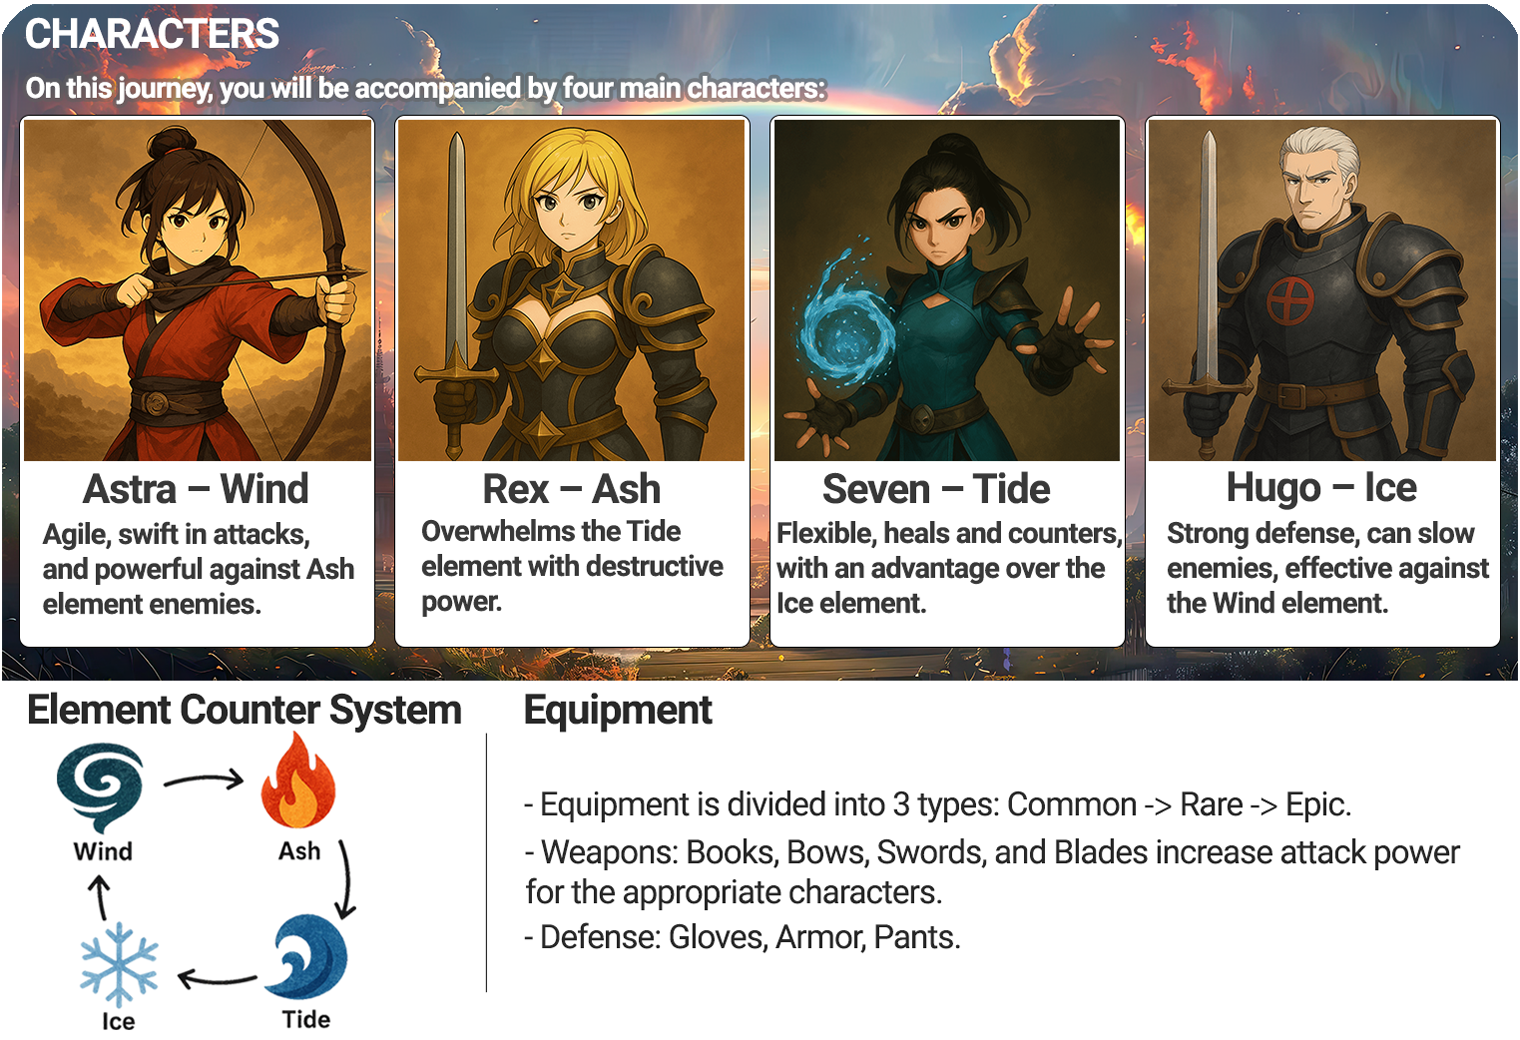 CHARACTERS
On this journey, you will be accompanied by four main characters:
Astra – Wind
Agile, swift in attacks,
and powerful against Ash
element enemies.
Rex – Ash
Overwhelms the Tide
element with destructive
power.
Seven – Tide
Flexible, heals and counters,
with an advantage over the
Ice element.
Hugo – Ice
Strong defense, can slow
enemies, effective against
the Wind element.
Element Counter System
Wind
Ash
Ice
Tide
Equipment
- Equipment is divided into 3 types: Common -> Rare -> Epic.
- Weapons: Books, Bows, Swords, and Blades increase attack power
for the appropriate characters.
- Defense: Gloves, Armor, Pants.